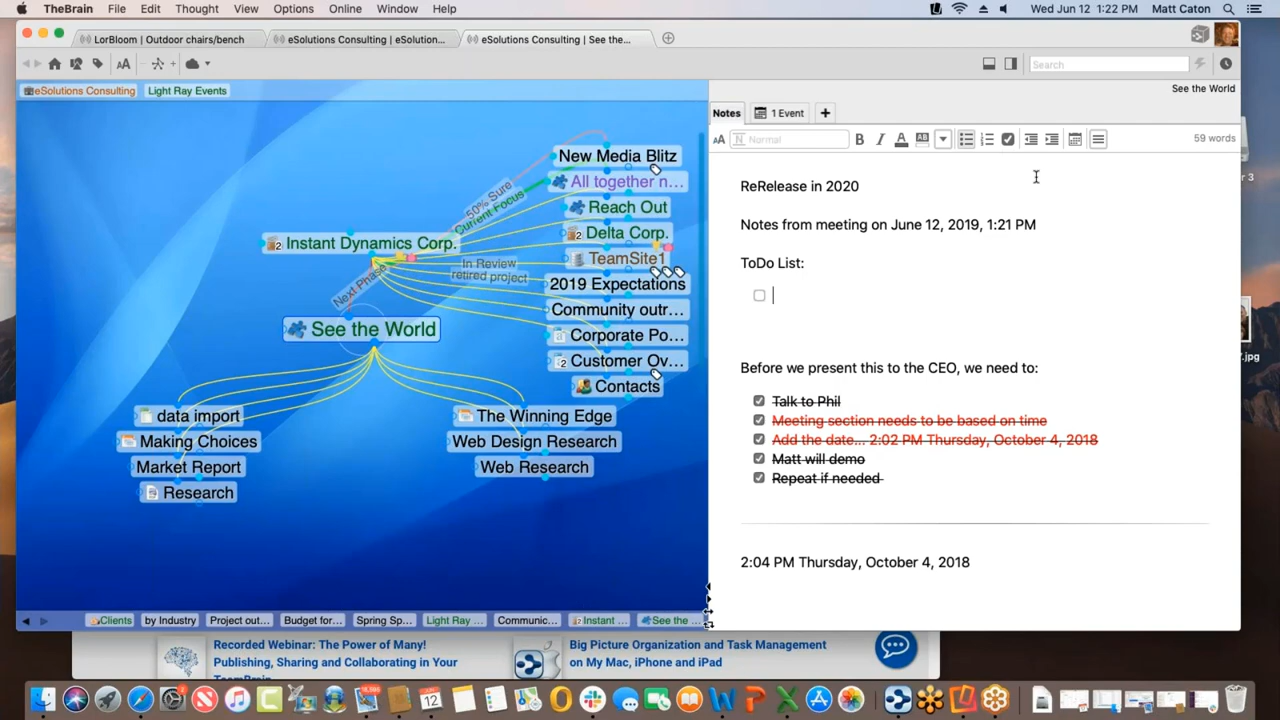 TheBrain File Edit Thought View Options Online Window Help
Wed Jun 12 1:22 PM Matt Caton
LorBloom | Outdoor chairs/bench
eSolutions Consulting | eSolution...
eSolutions Consulting | See the...
Search
eSolutions Consulting
Light Ray Events
See the World
Notes
1 Event
Normal
59 words
New Media Blitz
All together n...
Reach Out
2 Delta Corp.
TeamSite1
2019 Expectations
Community outr...
Corporate Po...
2 Customer Ov...
Contacts
50% Sure
Current Focus
In Review
retired project
Next Phase
2 Instant Dynamics Corp.
See the World
data import
Making Choices
Market Report
Research
The Winning Edge
Web Design Research
Web Research
ReRelease in 2020
Notes from meeting on June 12, 2019, 1:21 PM
ToDo List:
Before we present this to the CEO, we need to:
Talk to Phil
Meeting section needs to be based on time
Add the date... 2:02 PM Thursday, October 4, 2018
Matt will demo
Repeat if needed
2:04 PM Thursday, October 4, 2018
Clients
by Industry
Project out...
Budget for...
Spring Sp...
Light Ray ...
Communic...
2 Instant ...
See the ...
Recorded Webinar: The Power of Many!
Publishing, Sharing and Collaborating in Your
TeamBrain
Big Picture Organization and Task Management
on My Mac, iPhone and iPad
.jpg